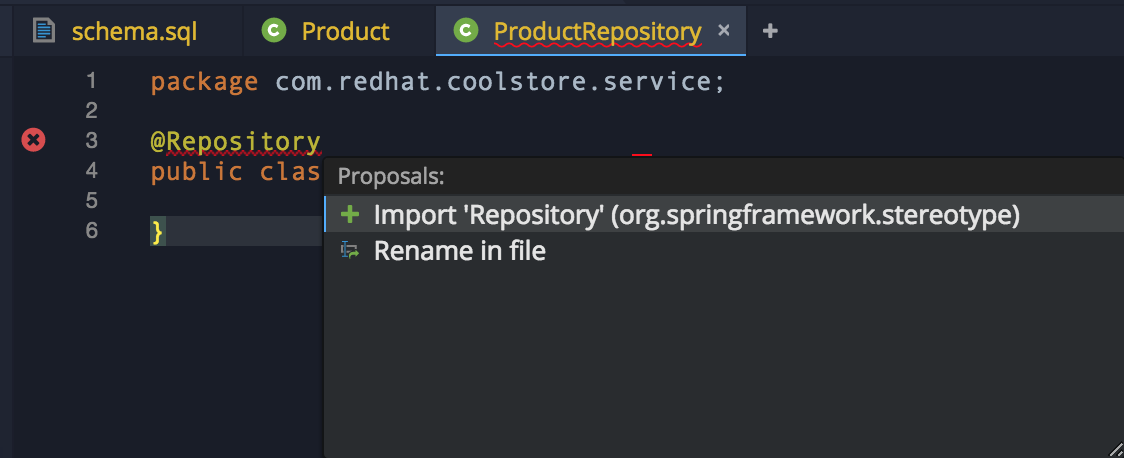 schema.sql
C Product
C ProductRepository × +
1 package com.redhat.coolstore.service;
2
3 @Repository
4 public clas
5
6 }
Proposals:
Import 'Repository' (org.springframework.stereotype)
Rename in file